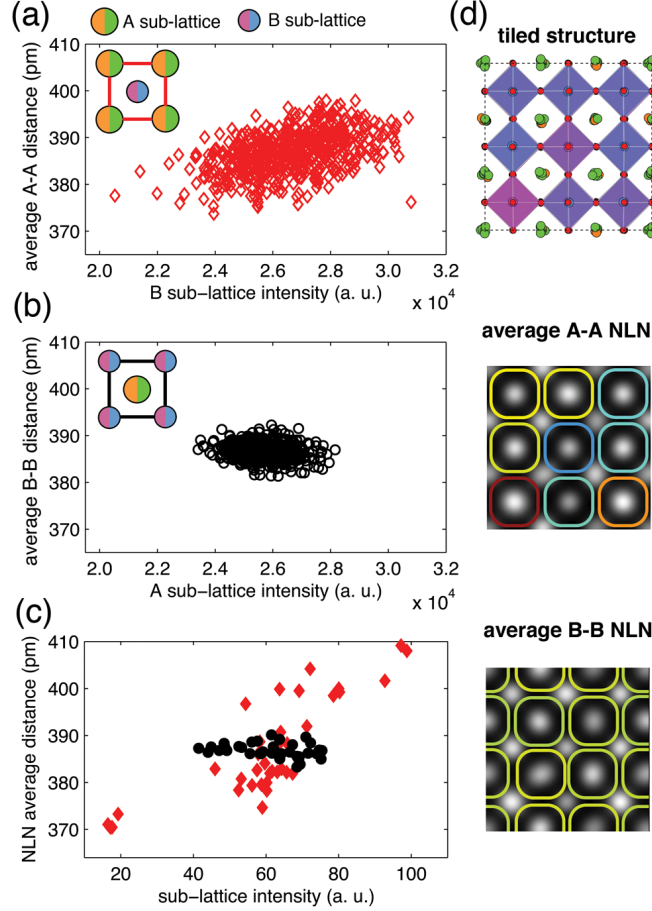 (a)
A sub-lattice
B sub-lattice
average A-A distance (pm)
410
400
390
380
370
2.0
2.2
2.4
2.6
2.8
3.0
3.2
B sub-lattice intensity (a. u.)
x 10⁴
(b)
average B-B distance (pm)
410
400
390
380
370
2.0
2.2
2.4
2.6
2.8
3.0
3.2
A sub-lattice intensity (a. u.)
x 10⁴
(c)
NLN average distance (pm)
410
400
390
380
370
20
40
60
80
100
sub-lattice intensity (a. u.)
(d)
tiled structure
average A-A NLN
average B-B NLN